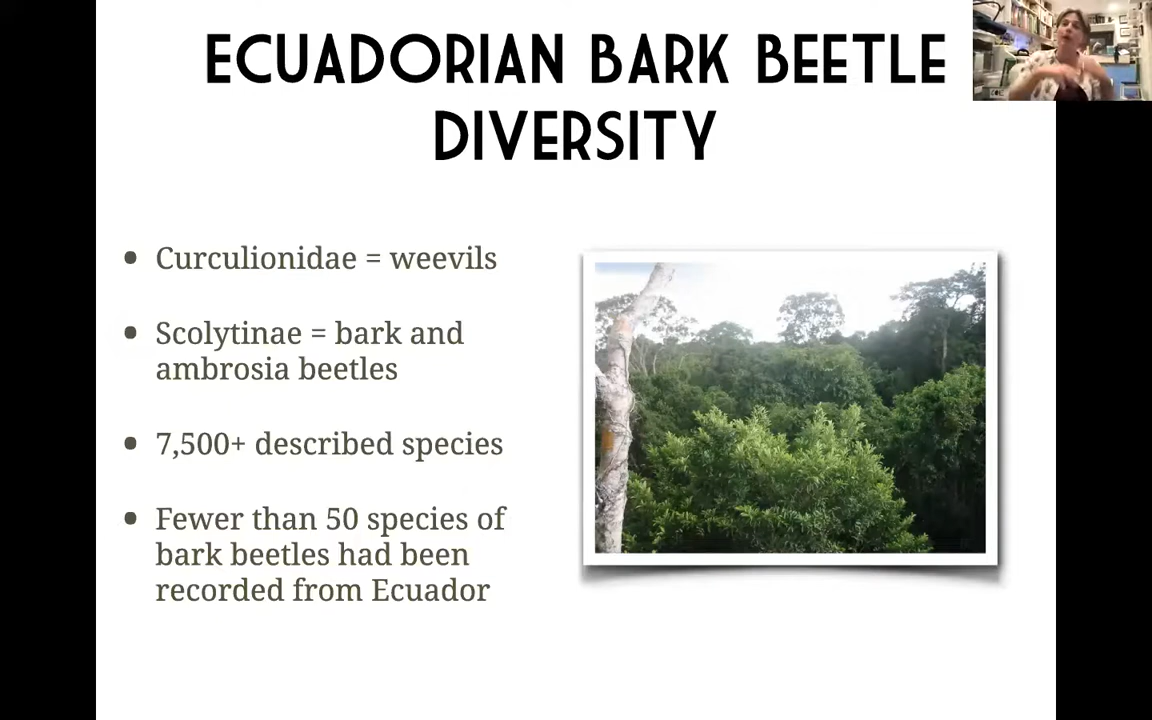 ECUADORIAN BARK BEETLE
DIVERSITY
• Curculionidae = weevils
• Scolytinae = bark and
ambrosia beetles
• 7,500+ described species
• Fewer than 50 species of
bark beetles had been
recorded from Ecuador